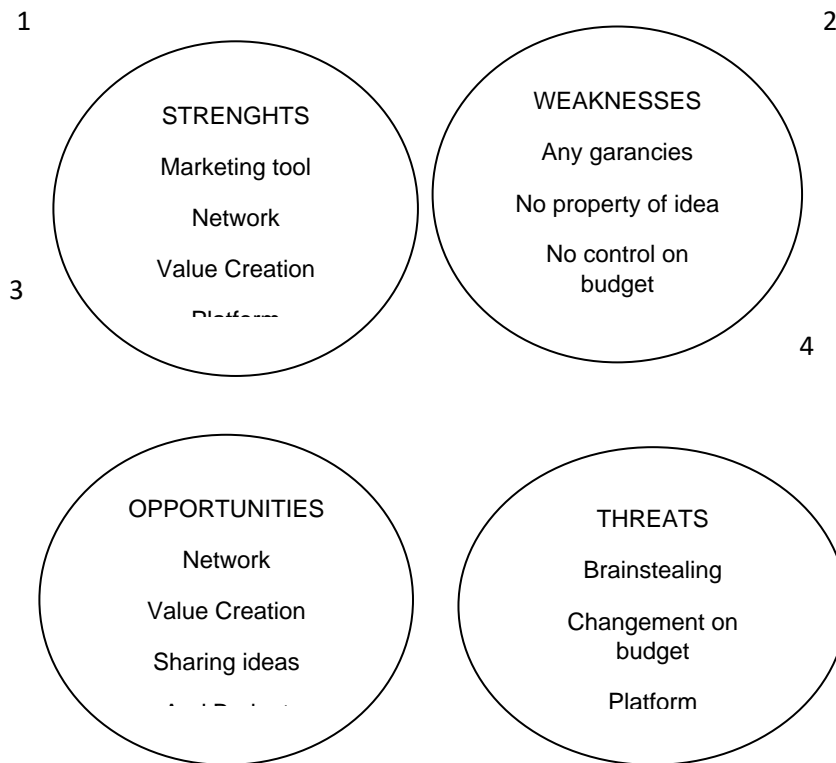 1
STRENGHTS
Marketing tool
Network
Value Creation
Platform
2
WEAKNESSES
Any garancies
No property of idea
No control on
budget
3
OPPORTUNITIES
Network
Value Creation
Sharing ideas
4
THREATS
Brainstealing
Changement on
budget
Platform